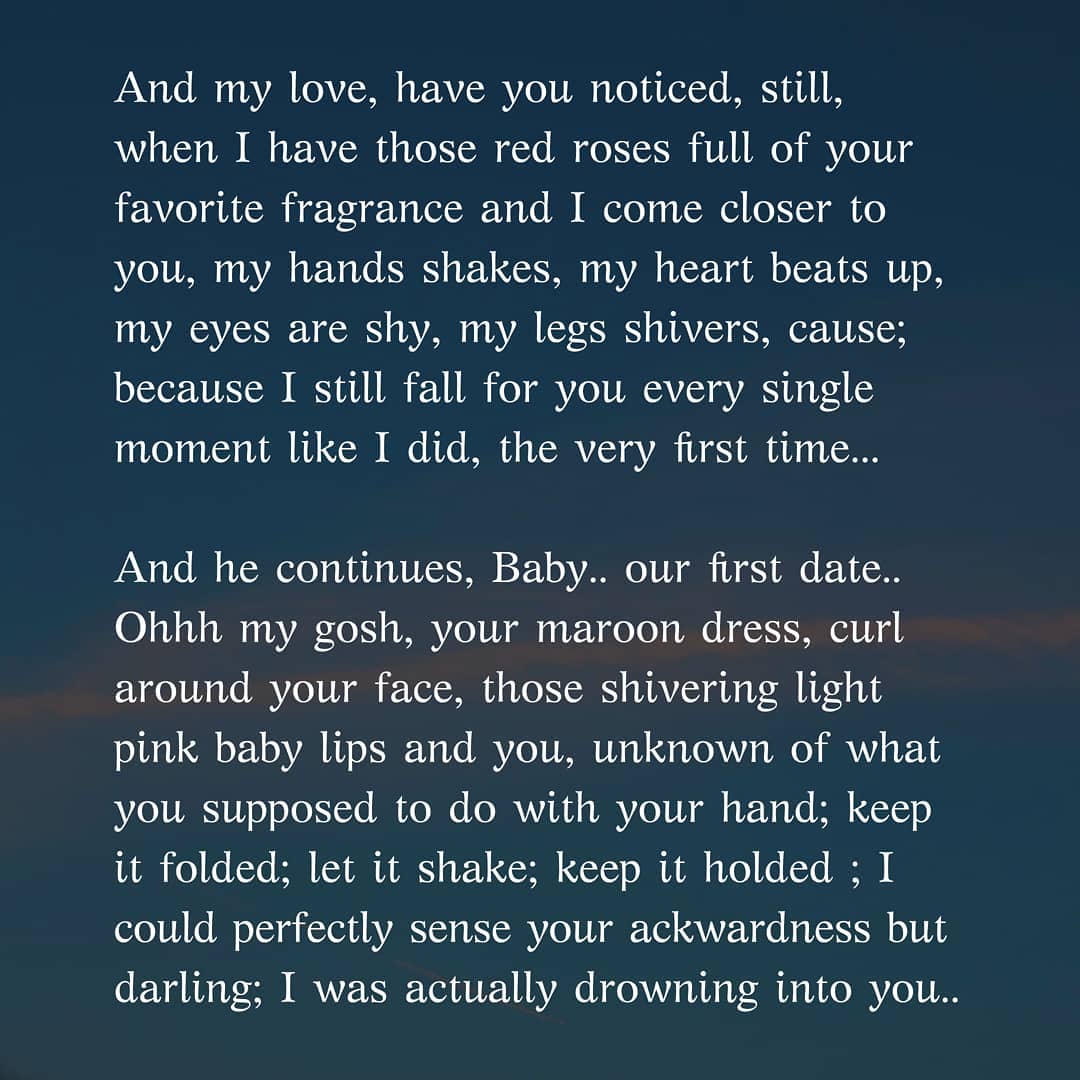 And my love, have you noticed, still,
when I have those red roses full of your
favorite fragrance and I come closer to
you, my hands shakes, my heart beats up,
my eyes are shy, my legs shivers, cause;
because I still fall for you every single
moment like I did, the very first time...
And he continues, Baby.. our first date..
Ohhh my gosh, your maroon dress, curl
around your face, those shivering light
pink baby lips and you, unknown of what
you supposed to do with your hand; keep
it folded; let it shake; keep it holded ; I
could perfectly sense your ackwardness but
darling; I was actually drowning into you..